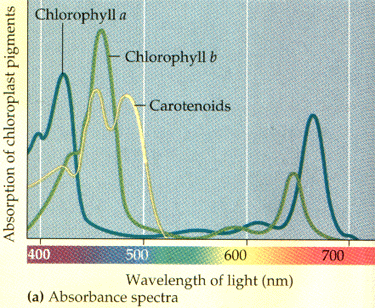 Chlorophyll a
Chlorophyll b
Carotenoids
Absorption of chloroplast pigments
400 500 600 700
Wavelength of light (nm)
(a) Absorbance spectra